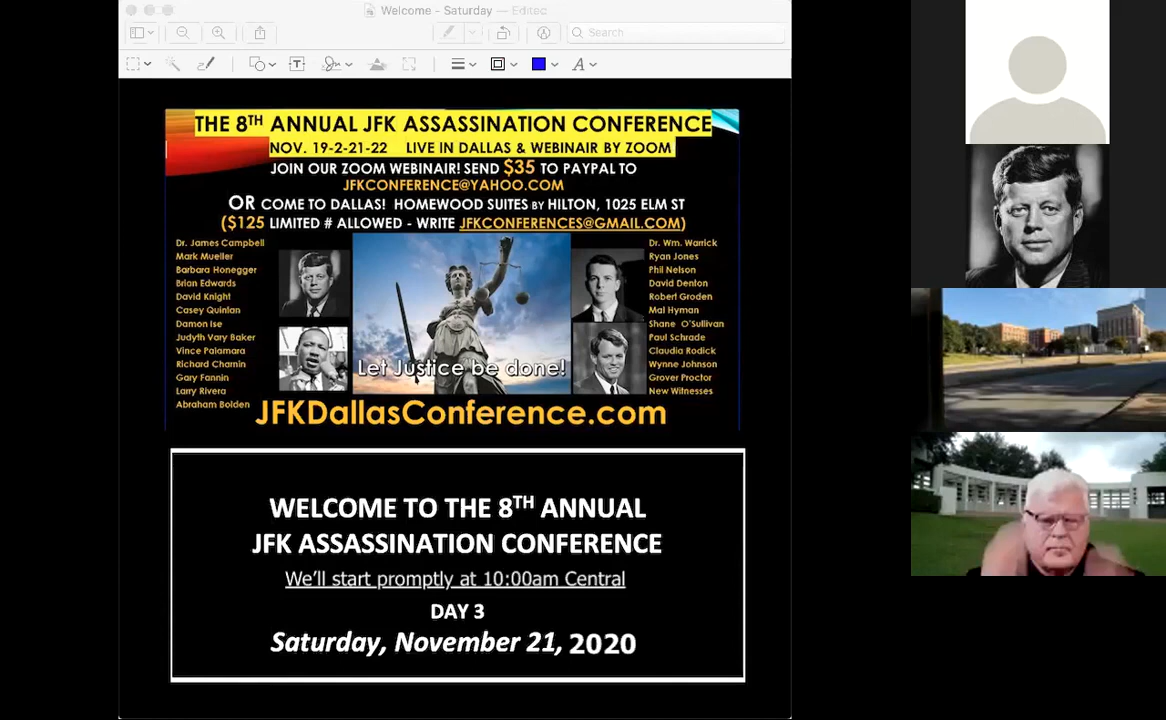 Welcome - Saturday — Edited
Search
THE 8TH ANNUAL JFK ASSASSINATION CONFERENCE
NOV. 19-2-21-22 LIVE IN DALLAS & WEBINAIR BY ZOOM
JOIN OUR ZOOM WEBINAIR! SEND $35 TO PAYPAL TO
JFKCONFERENCE@YAHOO.COM
OR COME TO DALLAS! HOMEWOOD SUITES BY HILTON, 1025 ELM ST
($125 LIMITED # ALLOWED - WRITE JFKCONFERENCES@GMAIL.COM)
Dr. James Campbell
Mark Mueller
Barbara Honegger
Brian Edwards
David Knight
Casey Quinlan
Damon Ise
Judyth Vary Baker
Vince Palamara
Richard Charnin
Gary Fannin
Larry Rivera
Abraham Bolden
Let Justice be done!
Dr. Wm. Warrick
Ryan Jones
Phil Nelson
David Denton
Robert Groden
Mal Hyman
Shane O'Sullivan
Paul Schrade
Claudia Rodick
Wynne Johnson
Grover Proctor
New Witnesses
JFKDallasConference.com
WELCOME TO THE 8TH ANNUAL
JFK ASSASSINATION CONFERENCE
We'll start promptly at 10:00am Central
DAY 3
Saturday, November 21, 2020